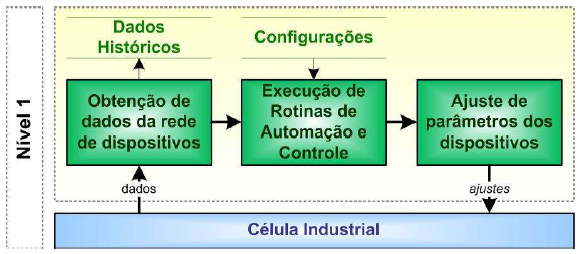 Nível 1
Dados
Históricos
Configurações
Obtenção de
dados da rede
de dispositivos
Execução de
Rotinas de
Automação e
Controle
Ajuste de
parâmetros dos
dispositivos
dados
ajustes
Célula Industrial